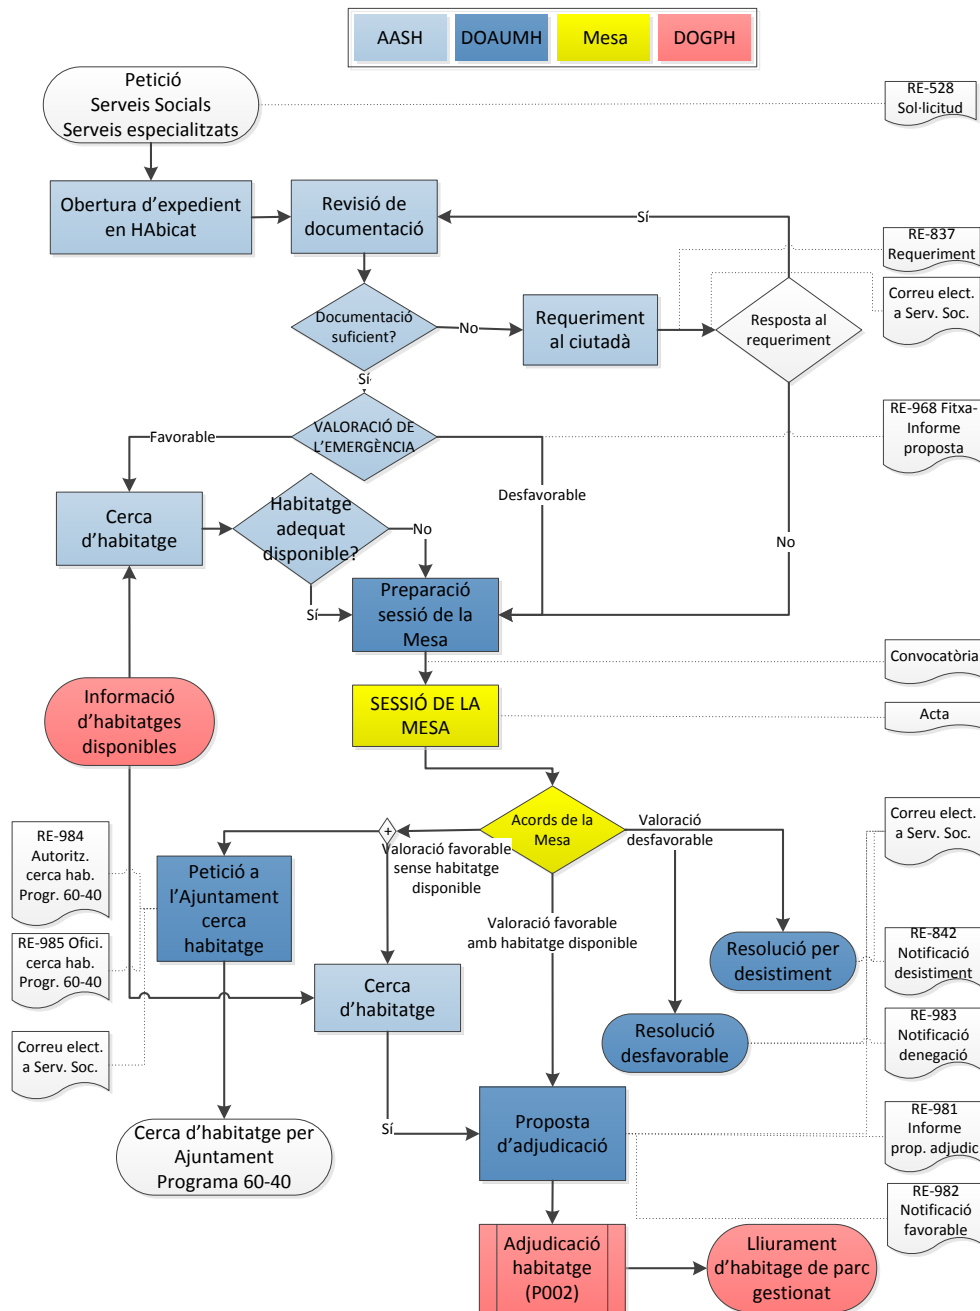 AASH
DOAUMH
Mesa
DOGPH
Petició
Serveis Socials
Serveis especialitzats
RE-528
Sol·licitud
Obertura d'expedient
en HAbicat
Revisió de
documentació
Sí
RE-837
Requeriment
Correu elect.
a Serv. Soc.
Documentació
suficient?
No
Requeriment
al ciutadà
Resposta al
requeriment
Sí
VALORACIÓ DE
L'EMERGÈNCIA
Favorable
Desfavorable
No
RE-968 Fitxa-
Informe
proposta
Cerca
d'habitatge
Habitatge
adequat
disponible?
No
Sí
Preparació
sessió de la
Mesa
Convocatòria
SESSIÓ DE LA
MESA
Acta
Informació
d'habitatges
disponibles
Acords de la
Mesa
Valoració
desfavorable
Correu elect.
a Serv. Soc.
+
Valoració favorable
sense habitatge
disponible
Valoració favorable
amb habitatge disponible
RE-984
Autoritz.
cerca hab.
Progr. 60-40
Petició a
l'Ajuntament
cerca
habitatge
RE-985 Ofici.
cerca hab.
Progr. 60-40
Correu elect.
a Serv. Soc.
Cerca
d'habitatge
Resolució per
desistiment
RE-842
Notificació
desistiment
Resolució
desfavorable
RE-983
Notificació
denegació
Sí
Cerca d'habitatge per
Ajuntament
Programa 60-40
Proposta
d'adjudicació
RE-981
Informe
prop. adjudic
RE-982
Notificació
favorable
Adjudicació
habitatge
(P002)
Lliurament
d'habitage de parc
gestionat